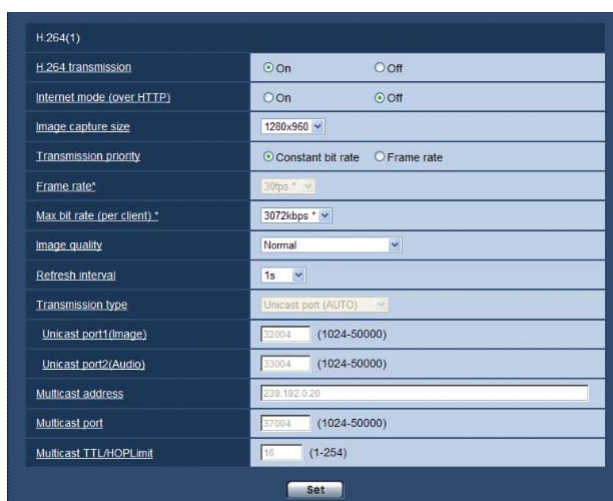 H.264(1)
H.264 transmission On Off
Internet mode (over HTTP) On Off
Image capture size 1280x960
Transmission priority Constant bit rate Frame rate
Frame rate* 30fps *
Max bit rate (per client) * 3072kbps *
Image quality Normal
Refresh interval 1s
Transmission type Unicast port (AUTO)
Unicast port1(Image) 32004 (1024-50000)
Unicast port2(Audio) 33004 (1024-50000)
Multicast address 239.192.0.20
Multicast port 37004 (1024-50000)
Multicast TTL/HOPLimit 16 (1-254)
Set